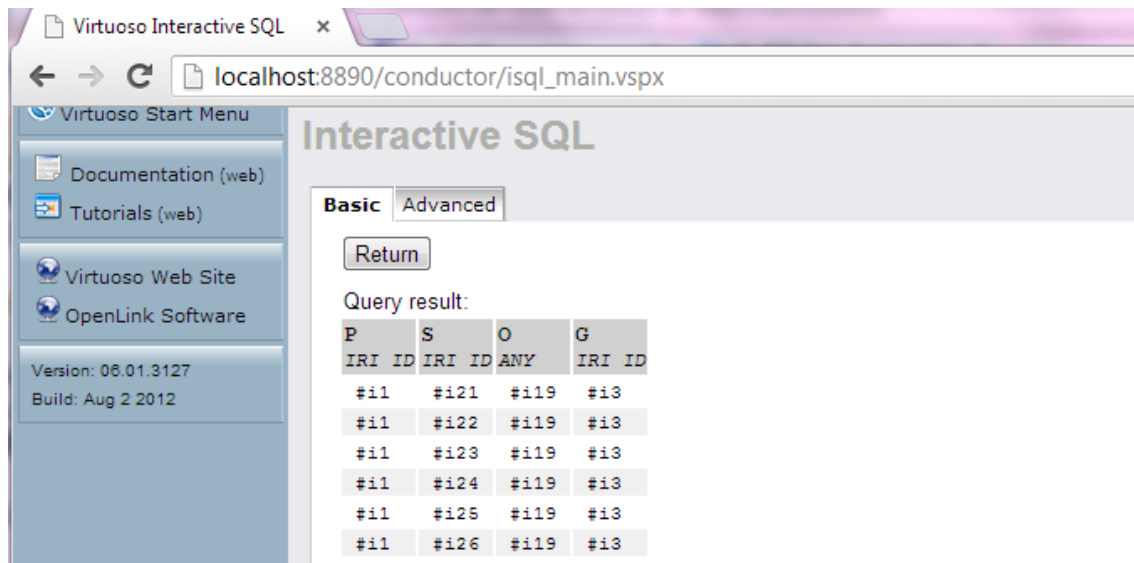 Virtuoso Interactive SQL ×
localhost:8890/conductor/isql_main.vspx
Virtuoso Start Menu
Documentation (web)
Tutorials (web)
Virtuoso Web Site
OpenLink Software
Version: 06.01.3127
Build: Aug 2 2012
Interactive SQL
Basic Advanced
Return
Query result:
P S O G
IRI ID IRI ID ANY IRI ID
#i1 #i21 #i19 #i3
#i1 #i22 #i19 #i3
#i1 #i23 #i19 #i3
#i1 #i24 #i19 #i3
#i1 #i25 #i19 #i3
#i1 #i26 #i19 #i3